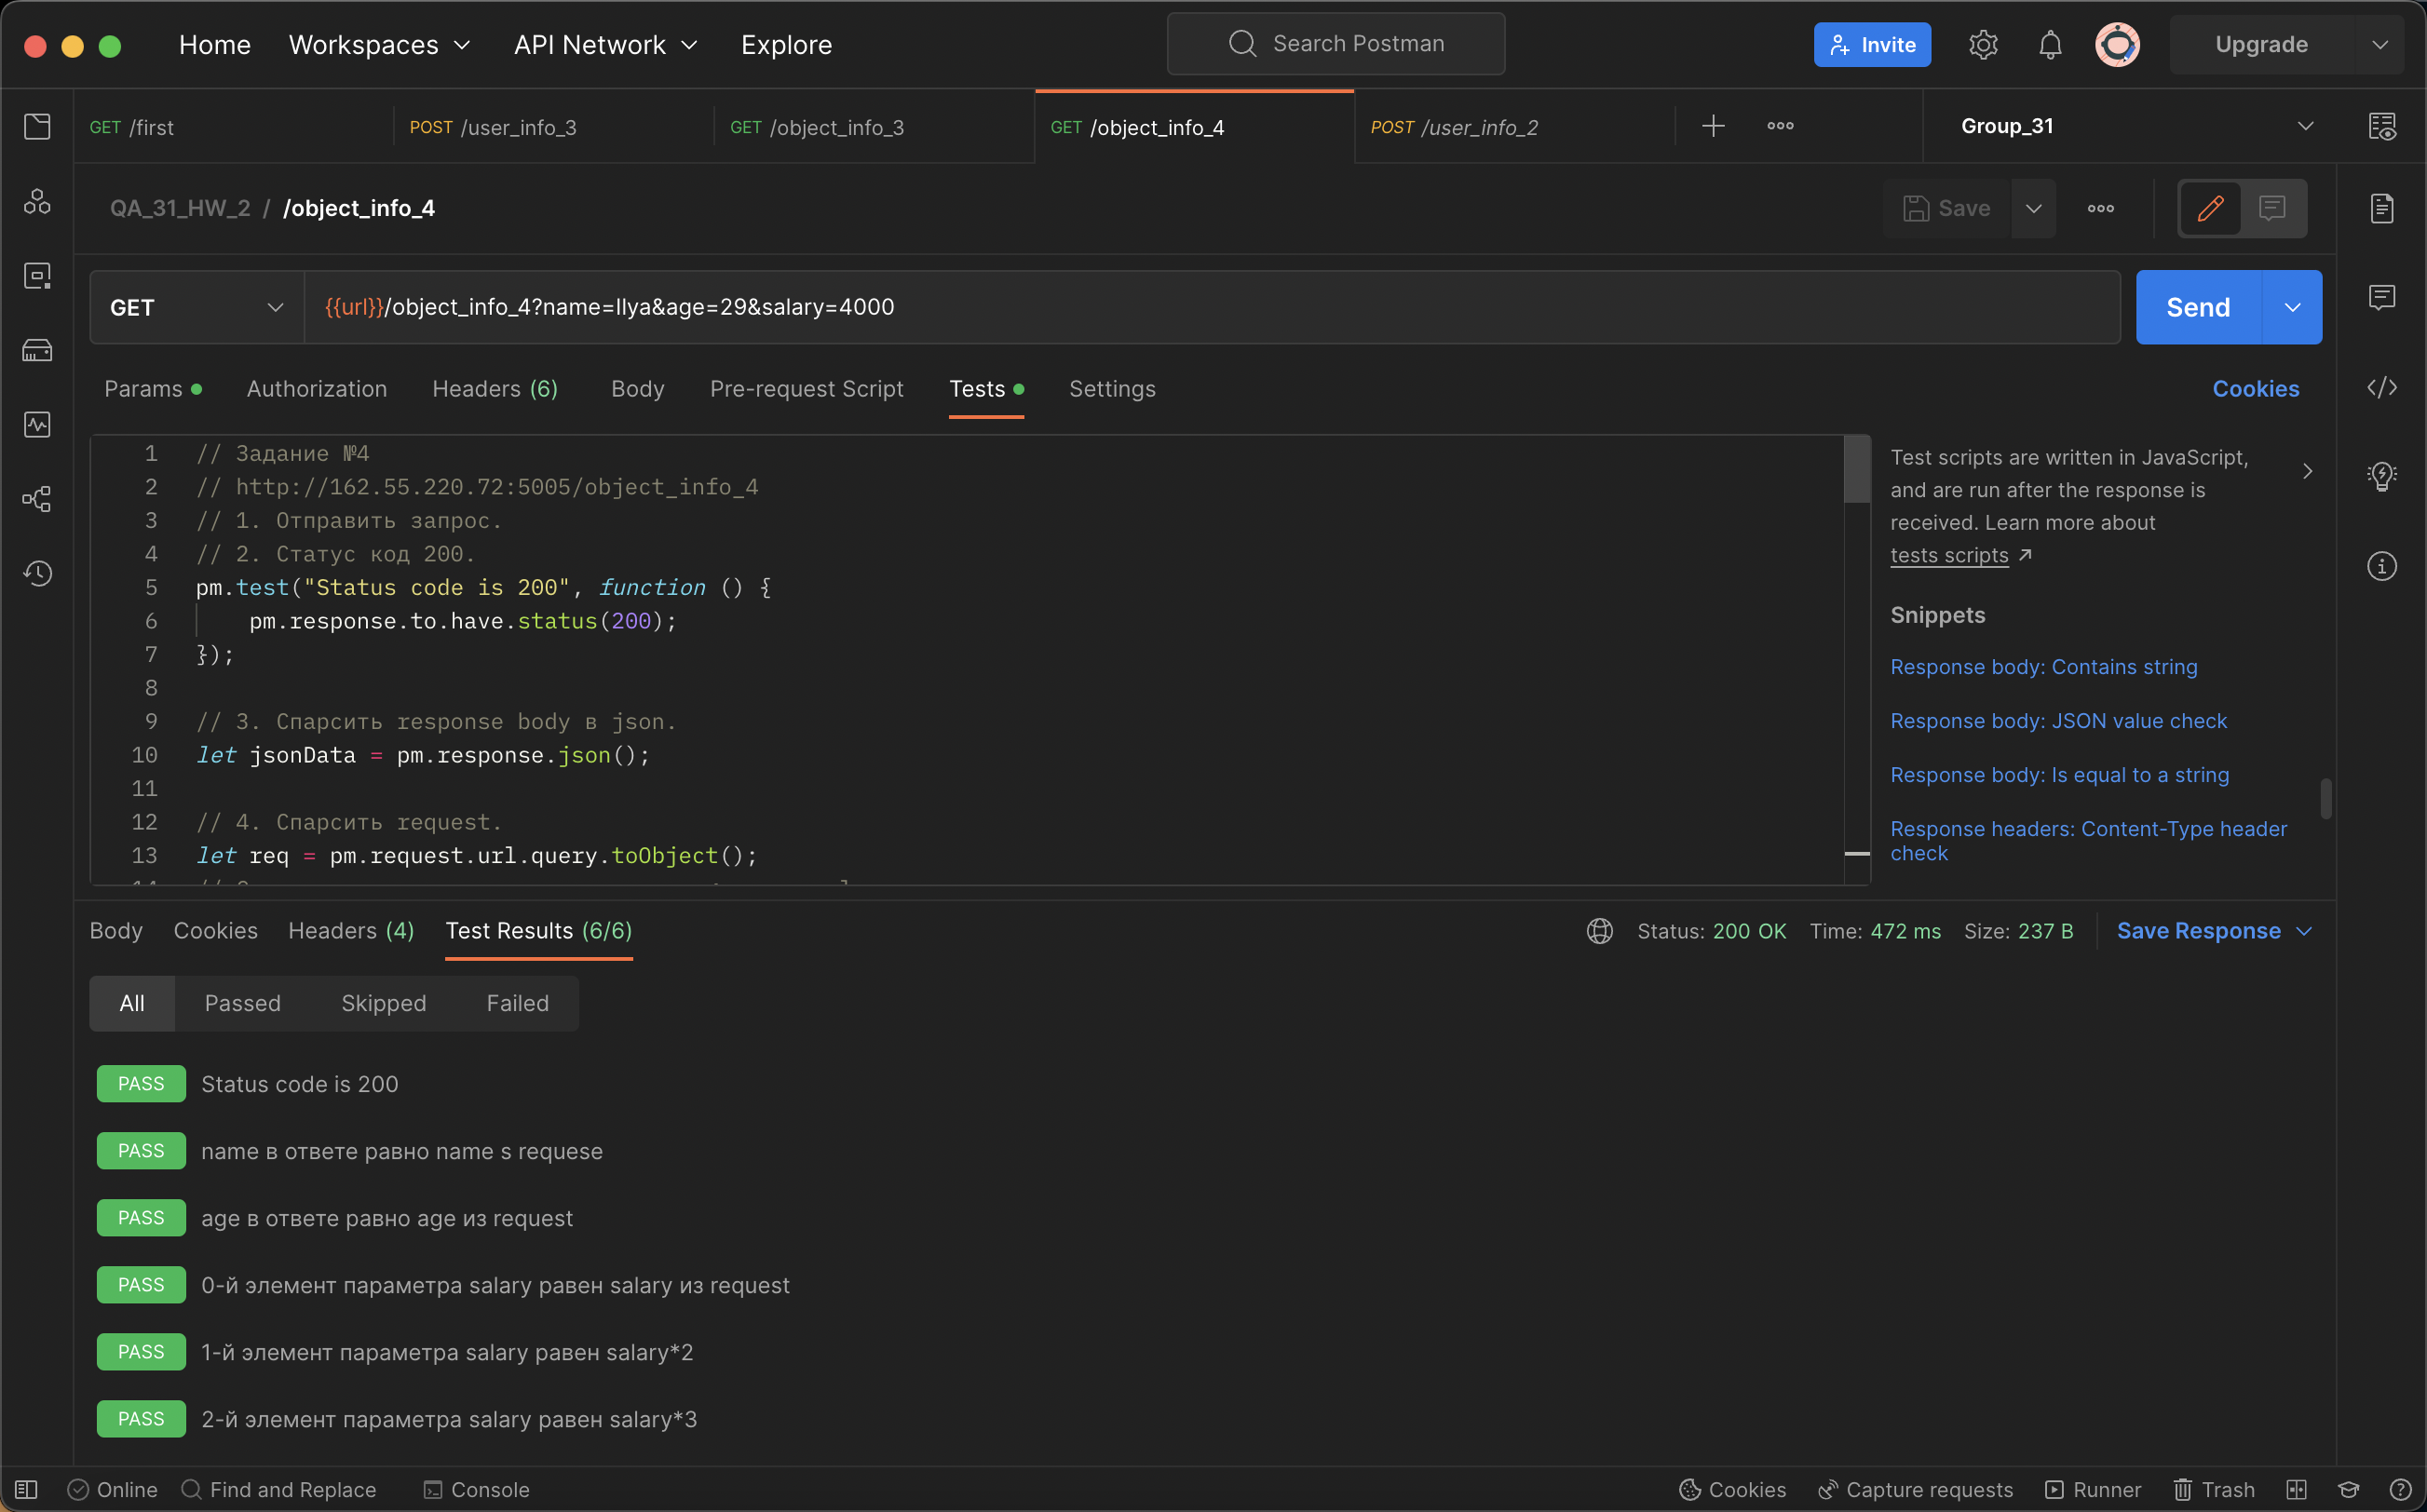 Home Workspaces API Network Explore Search Postman Invite Upgrade
GET /first POST /user_info_3 GET /object_info_3 GET /object_info_4 POST /user_info_2 Group_31
QA_31_HW_2 / /object_info_4 Save
GET {{url}}/object_info_4?name=Ilya&age=29&salary=4000 Send
Params Authorization Headers (6) Body Pre-request Script Tests Settings Cookies
1 // Задание №4
2 // http://162.55.220.72:5005/object_info_4
3 // 1. Отправить запрос.
4 // 2. Статус код 200.
5 pm.test("Status code is 200", function () {
6 pm.response.to.have.status(200);
7 });
8
9 // 3. Спарсить response body в json.
10 let jsonData = pm.response.json();
11
12 // 4. Спарсить request.
13 let req = pm.request.url.query.toObject();
Test scripts are written in JavaScript,
and are run after the response is
received. Learn more about
tests scripts
Snippets
Response body: Contains string
Response body: JSON value check
Response body: Is equal to a string
Response headers: Content-Type header
check
Body Cookies Headers (4) Test Results (6/6) Status: 200 OK Time: 472 ms Size: 237 B Save Response
All Passed Skipped Failed
PASS Status code is 200
PASS name в ответе равно name s requese
PASS age в ответе равно age из request
PASS 0-й элемент параметра salary равен salary из request
PASS 1-й элемент параметра salary равен salary*2
PASS 2-й элемент параметра salary равен salary*3
Online Find and Replace Console Cookies Capture requests Runner Trash